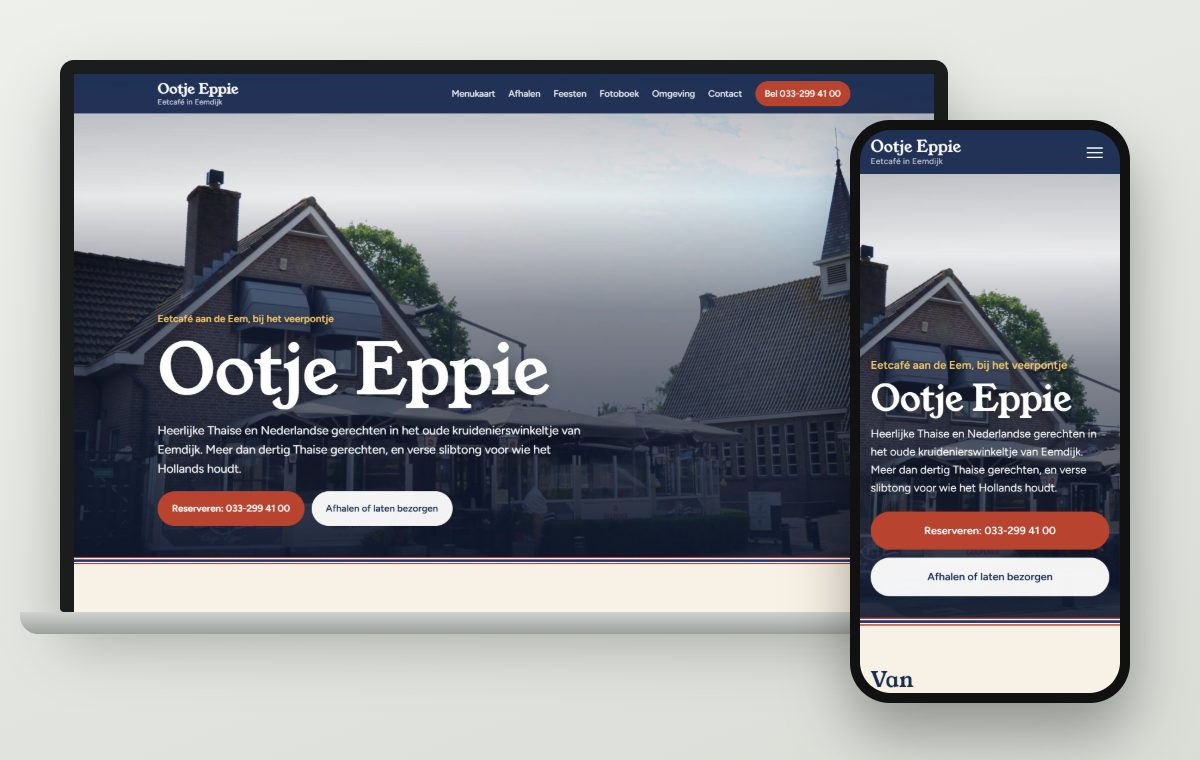 Ootje Eppie
Eetcafé in Eemdijk
Menukaart Afhalen Feesten Fotoboek Omgeving Contact Bel 033-299 41 00
Eetcafé aan de Eem, bij het veerpontje
Ootje Eppie
Heerlijke Thaise en Nederlandse gerechten in het oude kruidenierswinkeltje van
Eemdijk. Meer dan dertig Thaise gerechten, en verse slibtong voor wie het
Hollands houdt.
Reserveren: 033-299 41 00 Afhalen of laten bezorgen
Ootje Eppie
Eetcafé in Eemdijk
Eetcafé aan de Eem, bij het veerpontje
Ootje Eppie
Heerlijke Thaise en Nederlandse gerechten in
het oude kruidenierswinkeltje van Eemdijk.
Meer dan dertig Thaise gerechten, en verse
slibtong voor wie het Hollands houdt.
Reserveren: 033-299 41 00
Afhalen of laten bezorgen
Van